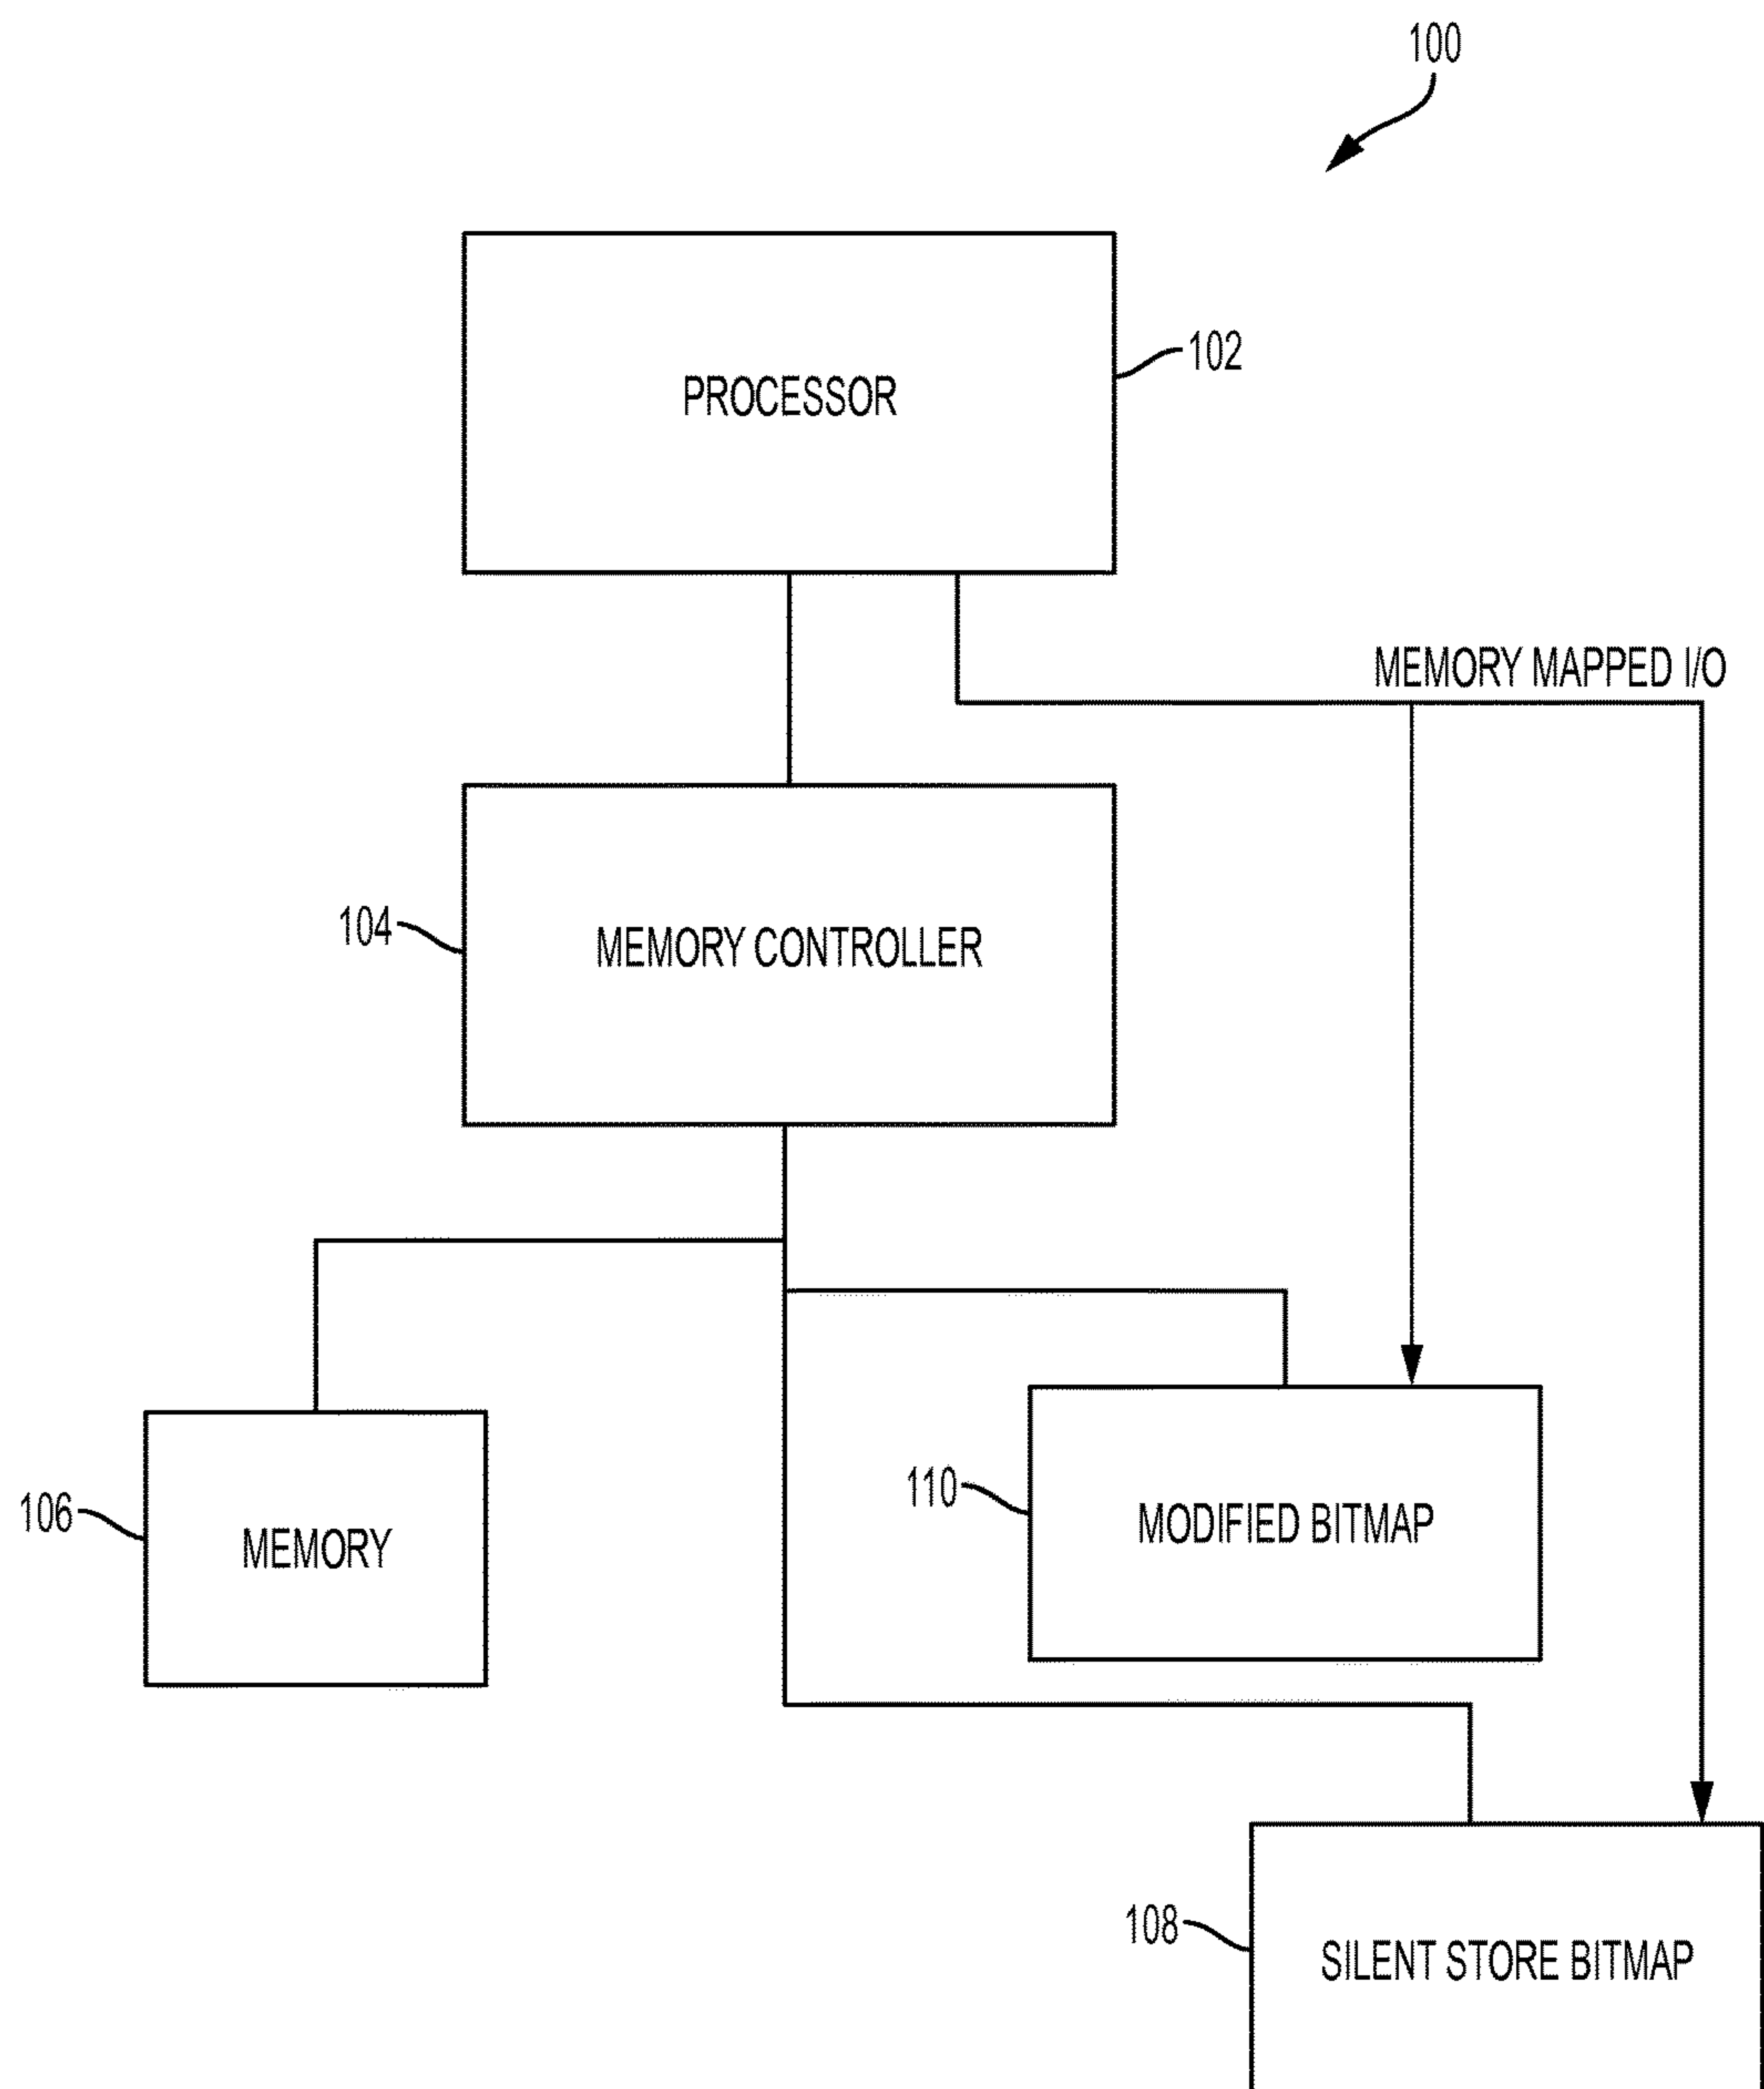 100
PROCESSOR
102
MEMORY MAPPED I/O
104
MEMORY CONTROLLER
110
MODIFIED BITMAP
106
MEMORY
108
SILENT STORE BITMAP